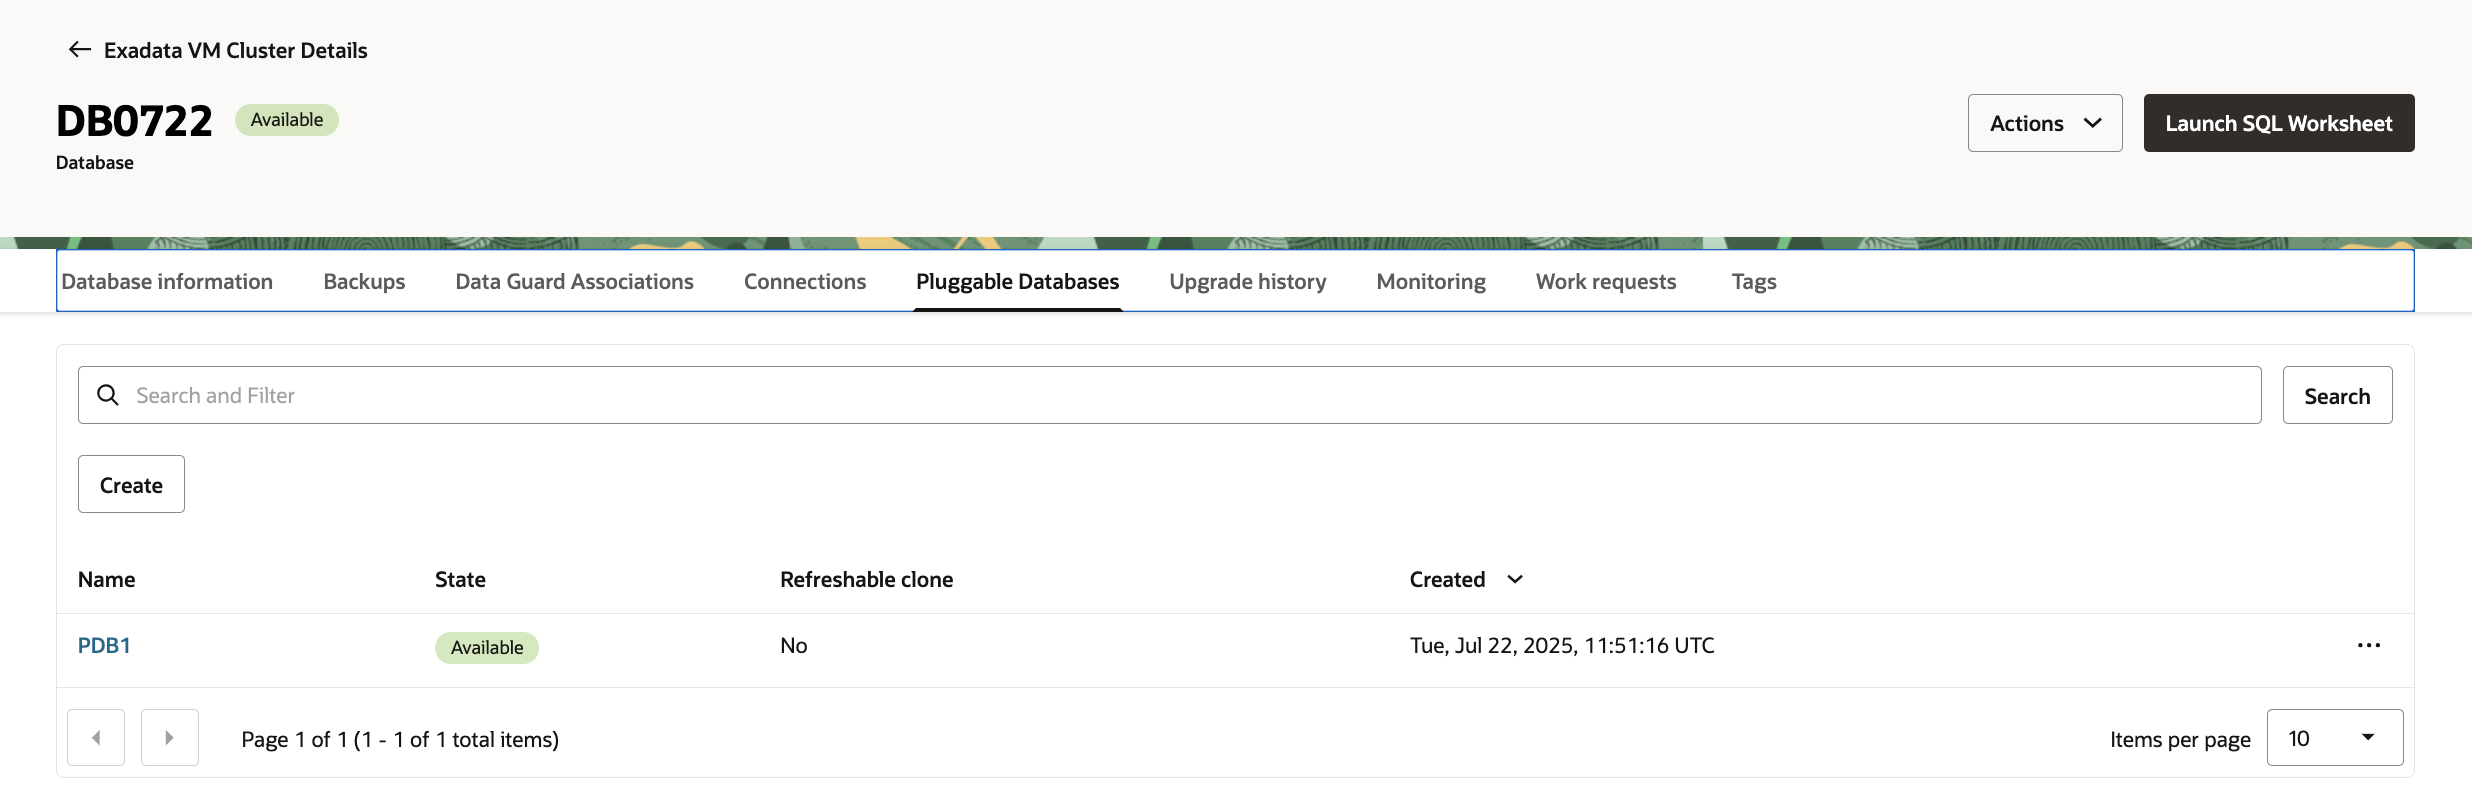 Exadata VM Cluster Details
DB0722 Available
Database
Actions Launch SQL Worksheet
Database information Backups Data Guard Associations Connections Pluggable Databases Upgrade history Monitoring Work requests Tags
Search and Filter Search
Create
Name State Refreshable clone Created
PDB1 Available No Tue, Jul 22, 2025, 11:51:16 UTC ...
Page 1 of 1 (1 - 1 of 1 total items) Items per page 10